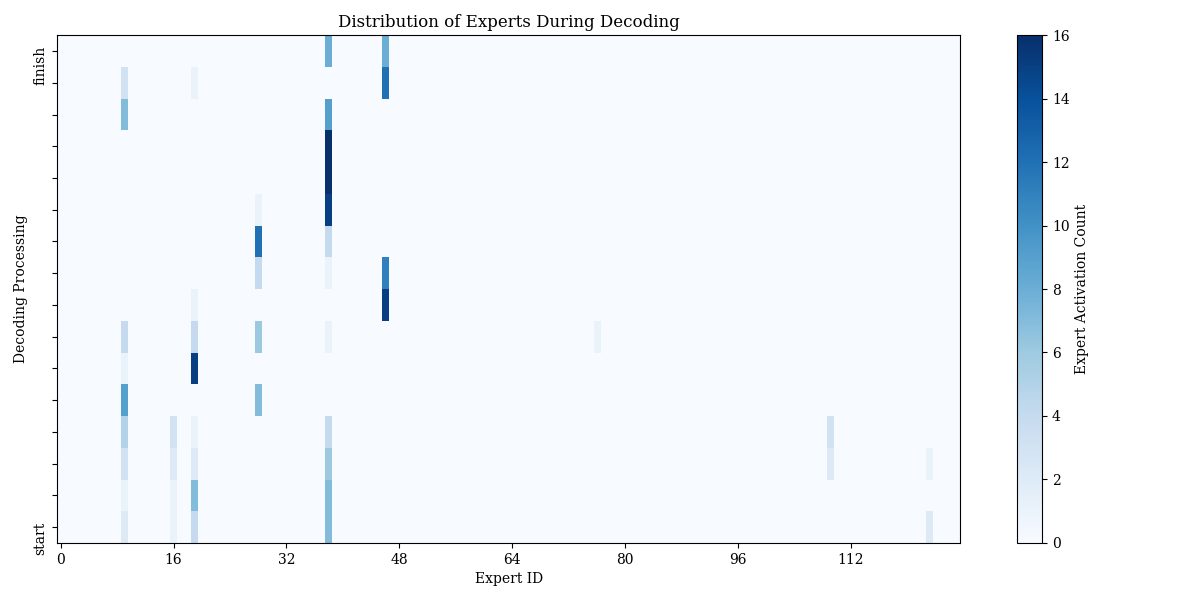 Distribution of Experts During Decoding
finish
Decoding Processing
start
0 16 32 48 64 80 96 112
Expert ID
16
14
12
10
8
6
4
2
0
Expert Activation Count